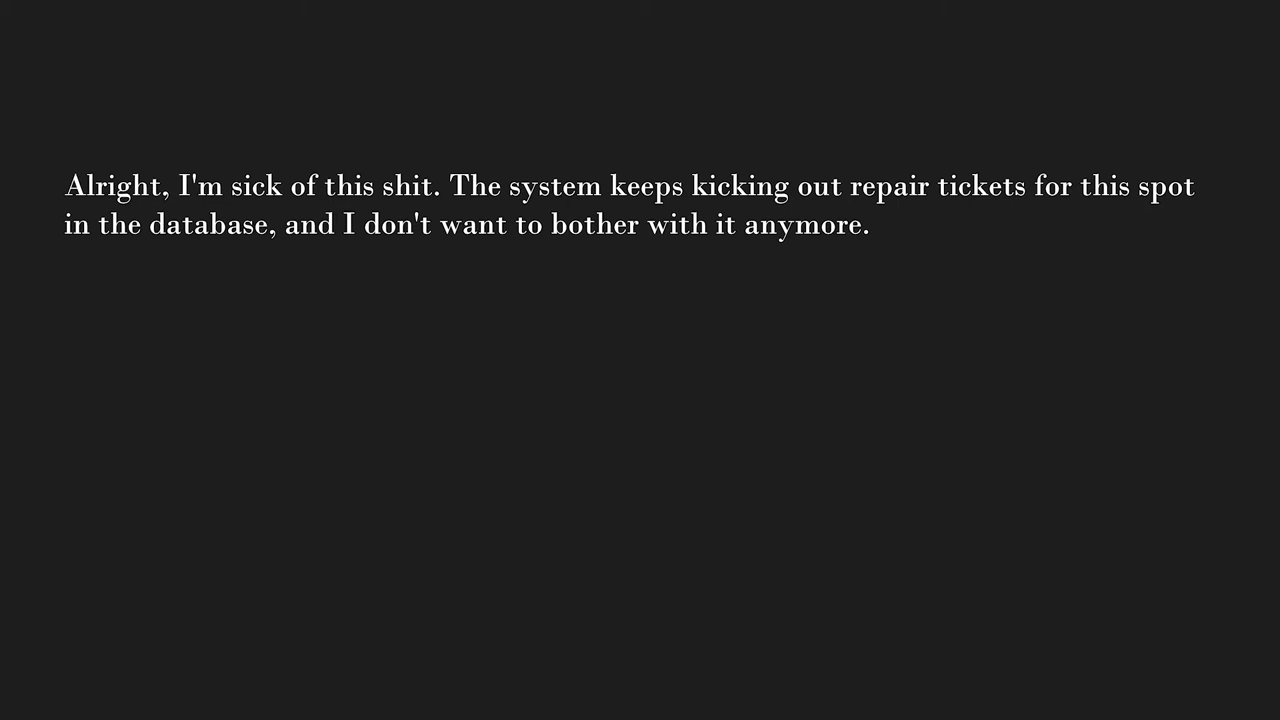 Alright, I'm sick of this shit. The system keeps kicking out repair tickets for this spot
in the database, and I don't want to bother with it anymore.